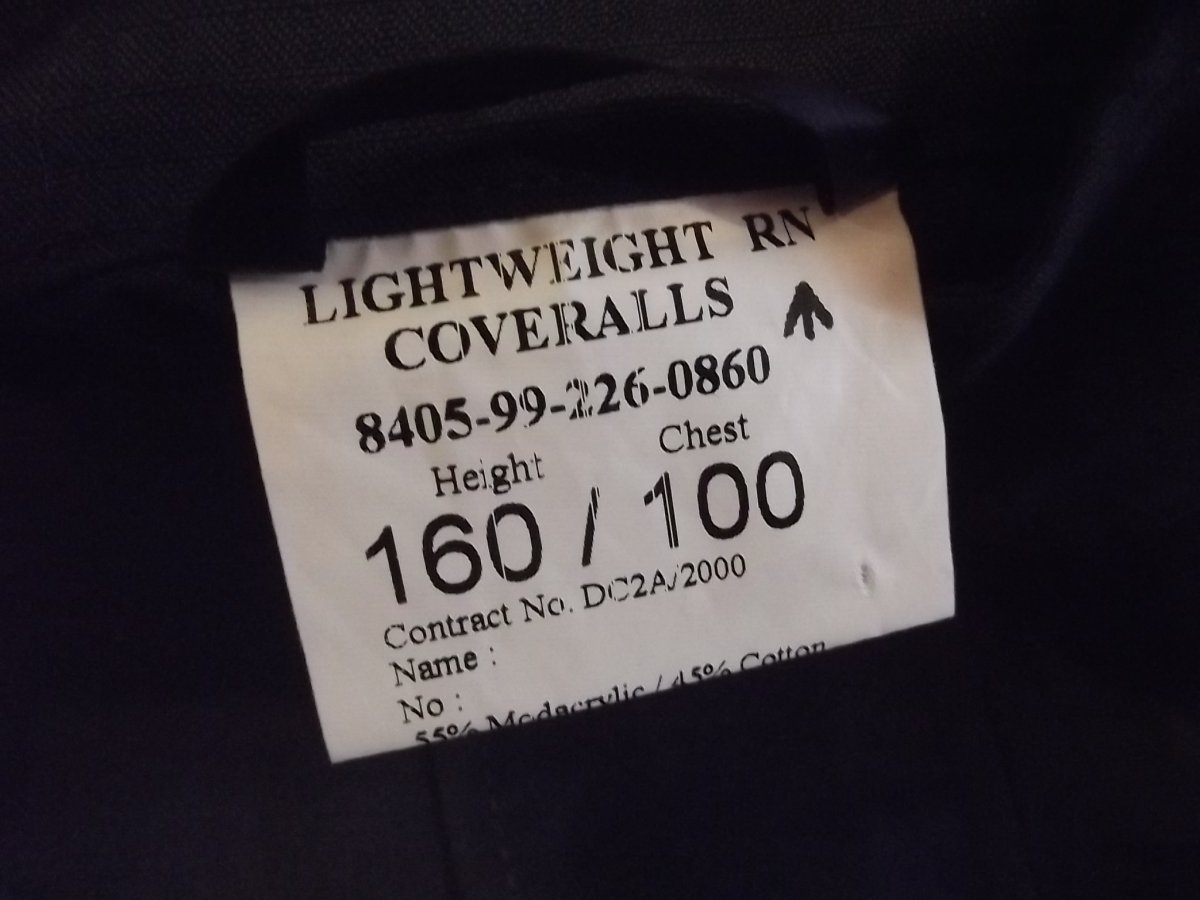 LIGHTWEIGHT RN
COVERALLS
8405-99-226-0860
Height Chest
160 / 100
Contract No. DC2A/2000
Name :
No :
55% Modacrylic / 45% Cotton